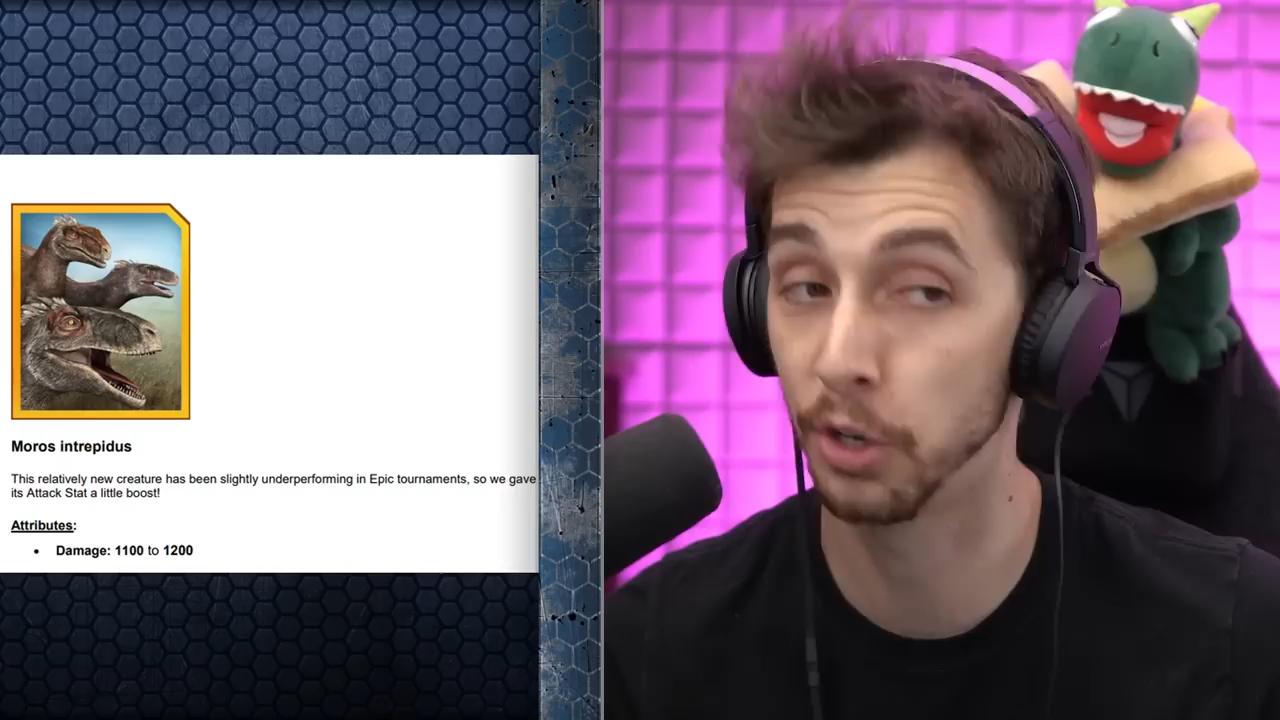 Moros intrepidus
This relatively new creature has been slightly underperforming in Epic tournaments, so we gave
its Attack Stat a little boost!
Attributes:
• Damage: 1100 to 1200